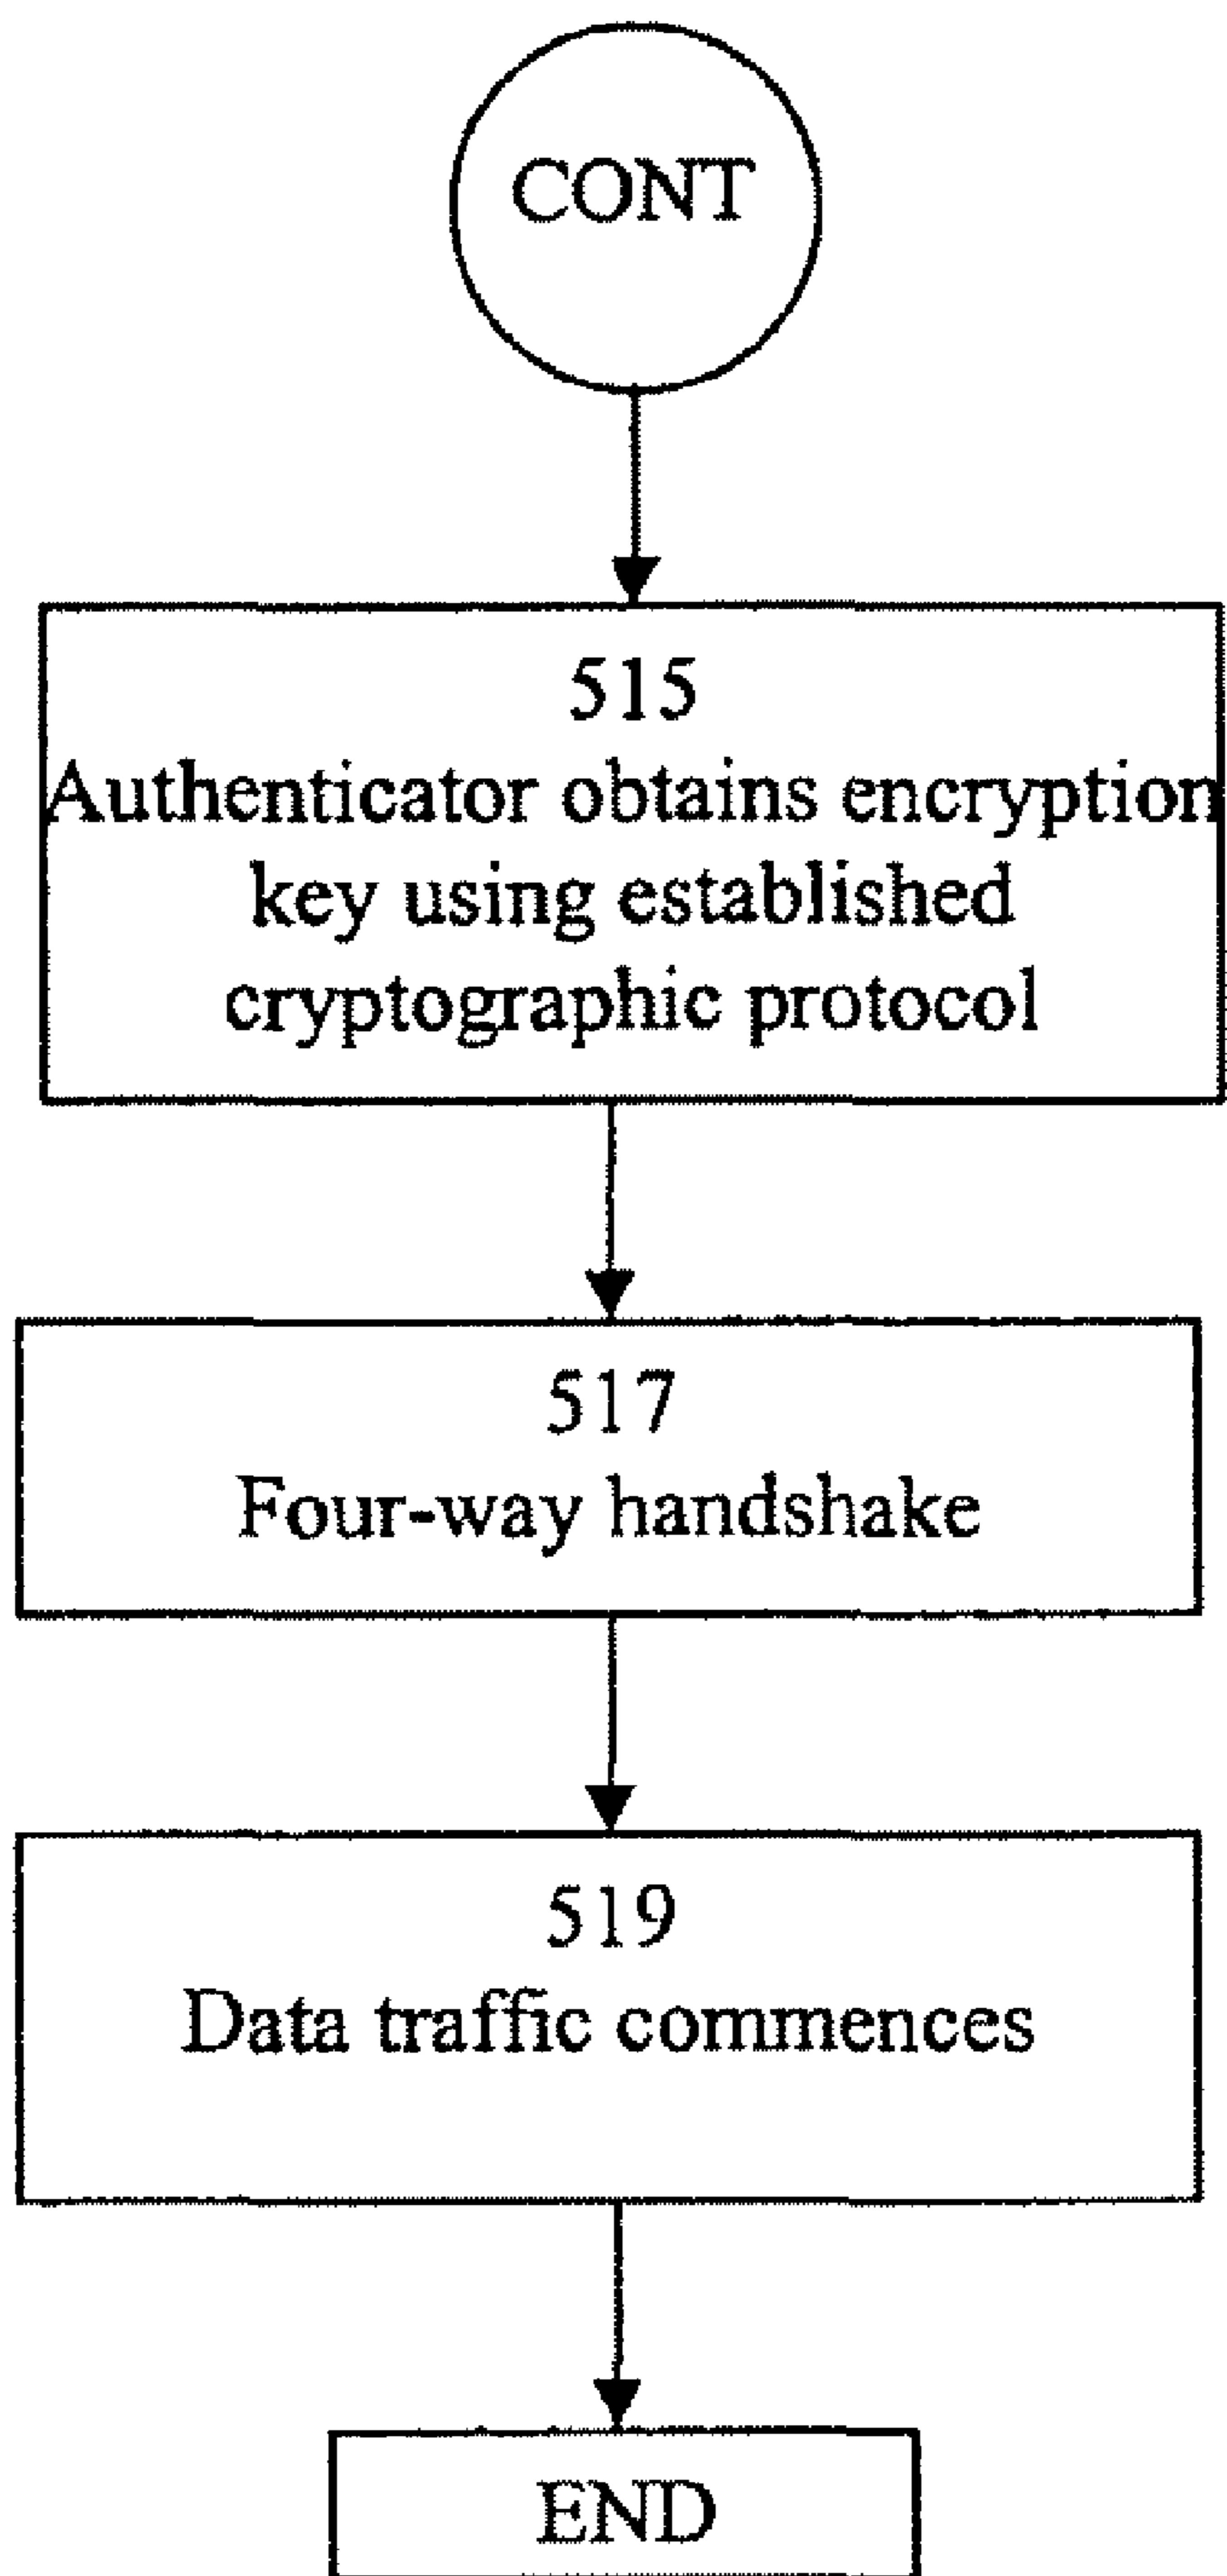 CONT
515
Authenticator obtains encryption
key using established
cryptographic protocol
517
Four-way handshake
519
Data traffic commences
END